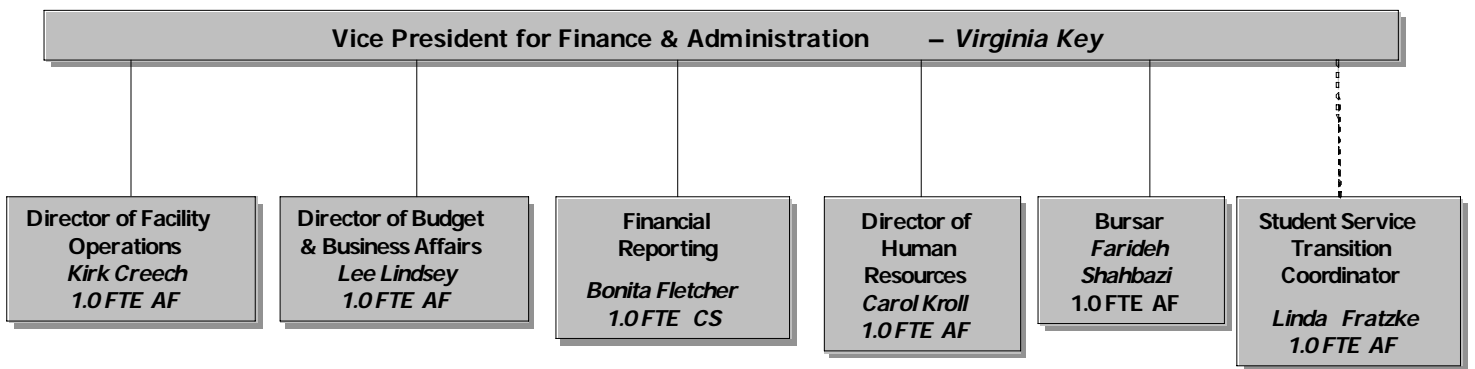 Vice President for Finance & Administration – Virginia Key
Director of Facility
Operations
Kirk Creech
1.0 FTE AF
Director of Budget
& Business Affairs
Lee Lindsey
1.0 FTE AF
Financial
Reporting
Bonita Fletcher
1.0 FTE CS
Director of
Human
Resources
Carol Kroll
1.0 FTE AF
Bursar
Farideh
Shahbazi
1.0 FTE AF
Student Service
Transition
Coordinator
Linda Fratzke
1.0 FTE AF